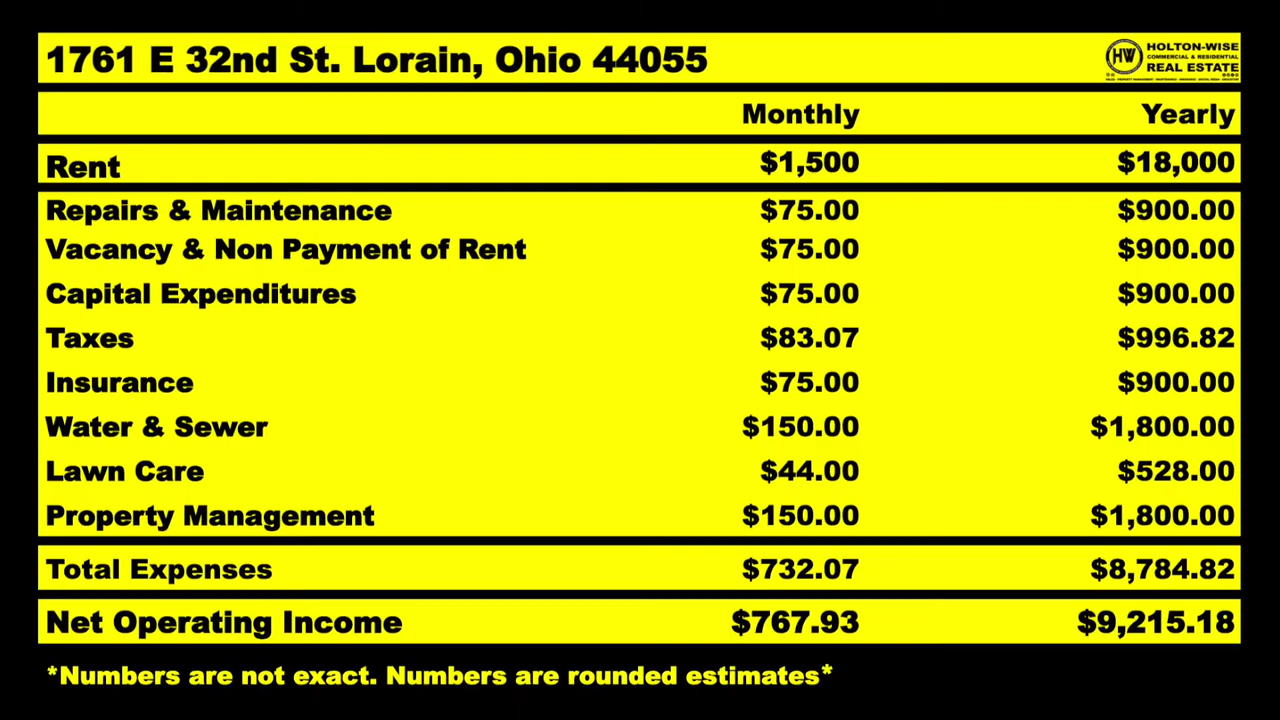 1761 E 32nd St. Lorain, Ohio 44055
HW
HOLTON-WISE
COMMERCIAL & RESIDENTIAL
REAL ESTATE
Monthly Yearly
Rent $1,500 $18,000
Repairs & Maintenance $75.00 $900.00
Vacancy & Non Payment of Rent $75.00 $900.00
Capital Expenditures $75.00 $900.00
Taxes $83.07 $996.82
Insurance $75.00 $900.00
Water & Sewer $150.00 $1,800.00
Lawn Care $44.00 $528.00
Property Management $150.00 $1,800.00
Total Expenses $732.07 $8,784.82
Net Operating Income $767.93 $9,215.18
*Numbers are not exact. Numbers are rounded estimates*